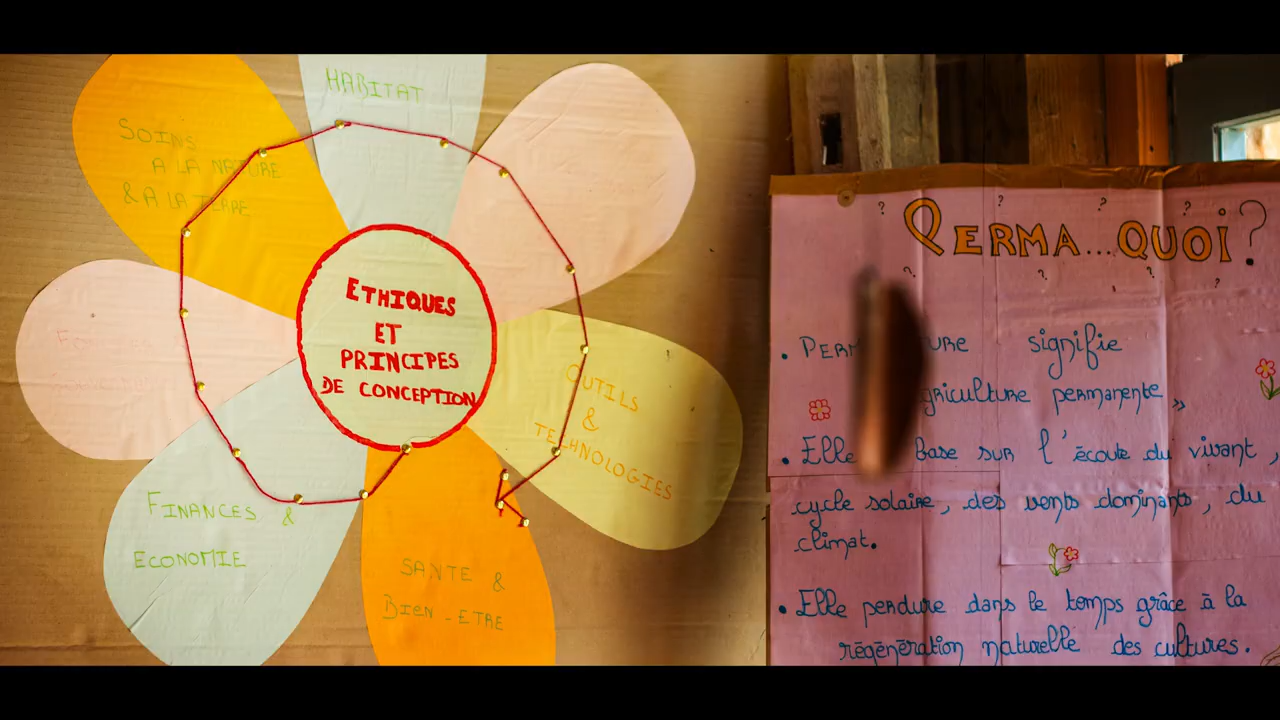 HABITAT
SOINS
A LA NATURE
& A LA TERRE
ETHIQUES
ET
PRINCIPES
DE CONCEPTION
OUTILS
&
TECHNOLOGIES
FINANCES &
ECONOMIE
SANTE &
BIEN-ETRE
PERMA...QUOI?
signifie
permanente »
• Elle base sur l'écoute du vivant,
cycle solaire, des vents dominants, du
climat.
• Elle perdure dans le temps grâce à la
régénération naturelle des cultures.